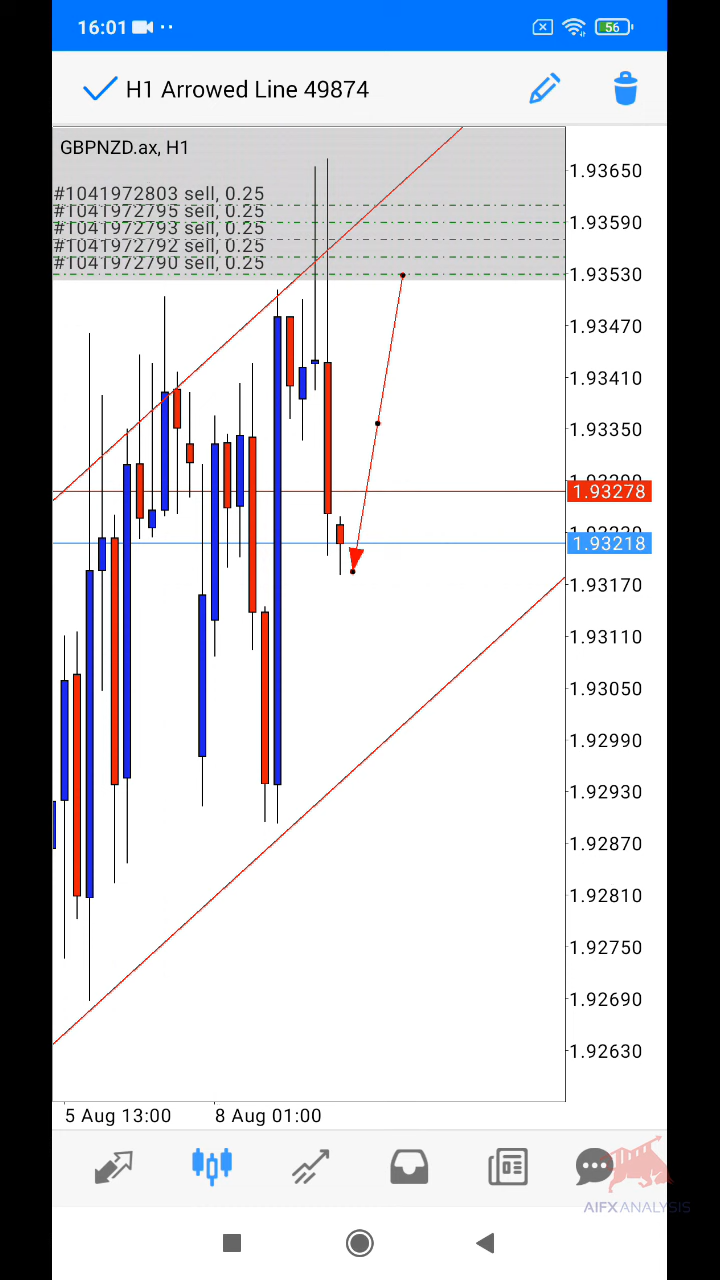 16:01
56
H1 Arrowed Line 49874
GBPNZD.ax, H1
#1041972803 sell, 0.25
#1041972795 sell, 0.25
#1041972793 sell, 0.25
#1041972792 sell, 0.25
#1041972790 sell, 0.25
1.93650
1.93590
1.93530
1.93470
1.93410
1.93350
1.93278
1.93218
1.93170
1.93110
1.93050
1.92990
1.92930
1.92870
1.92810
1.92750
1.92690
1.92630
5 Aug 13:00
8 Aug 01:00
AIFXANALYSIS